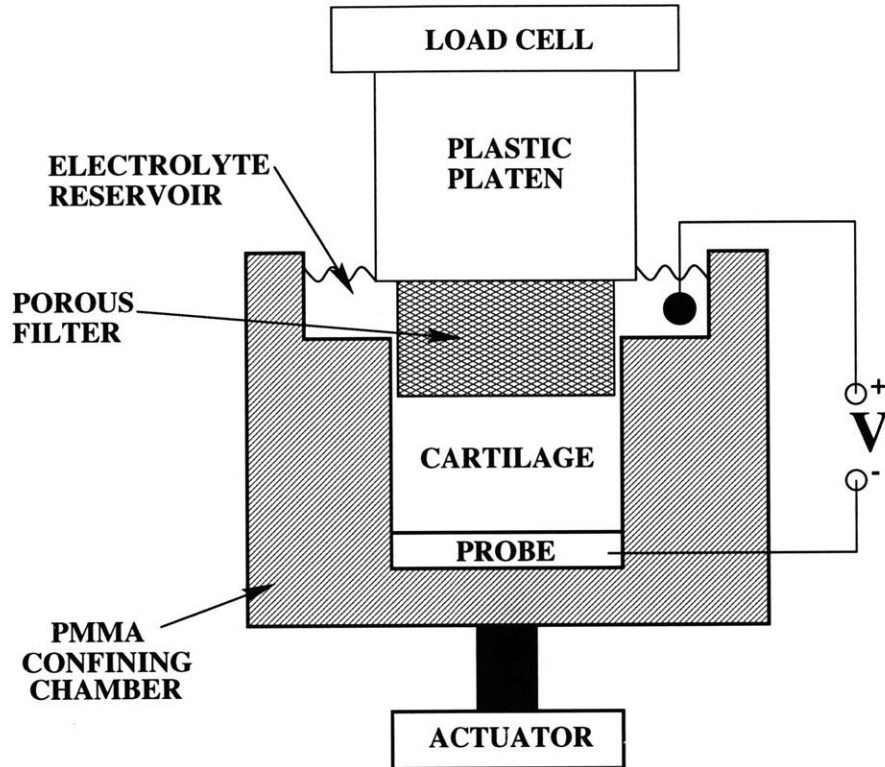 LOAD CELL
PLASTIC
PLATEN
ELECTROLYTE
RESERVOIR
POROUS
FILTER
+
V
-
CARTILAGE
PROBE
PMMA
CONFINING
CHAMBER
ACTUATOR